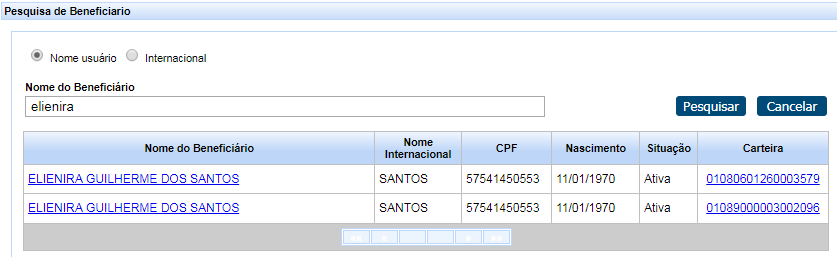 Pesquisa de Beneficiario
Nome usuário Internacional
Nome do Beneficiário
elienira Pesquisar Cancelar
Nome do Beneficiário Nome Internacional CPF Nascimento Situação Carteira
ELIENIRA GUILHERME DOS SANTOS SANTOS 57541450553 11/01/1970 Ativa 01080601260003579
ELIENIRA GUILHERME DOS SANTOS SANTOS 57541450553 11/01/1970 Ativa 01089000003002096